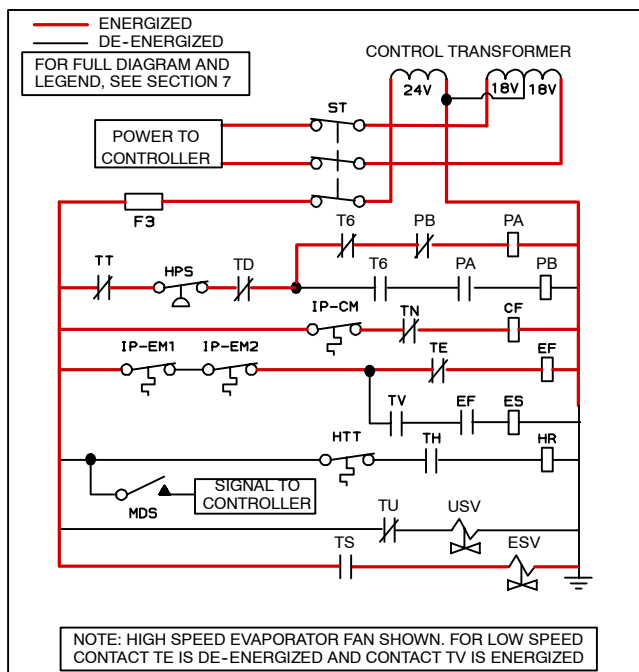 ENERGIZED
DE-ENERGIZED
FOR FULL DIAGRAM AND
LEGEND, SEE SECTION 7
CONTROL TRANSFORMER
24V
18V
18V
ST
POWER TO
CONTROLLER
F3
T6
PB
PA
TT
HPS
TD
T6
PA
PB
IP-CM
TN
CF
IP-EM1
IP-EM2
TE
EF
TV
EF
ES
HTT
TH
HR
MDS
SIGNAL TO
CONTROLLER
TU
USV
TS
ESV
NOTE: HIGH SPEED EVAPORATOR FAN SHOWN. FOR LOW SPEED
CONTACT TE IS DE-ENERGIZED AND CONTACT TV IS ENERGIZED